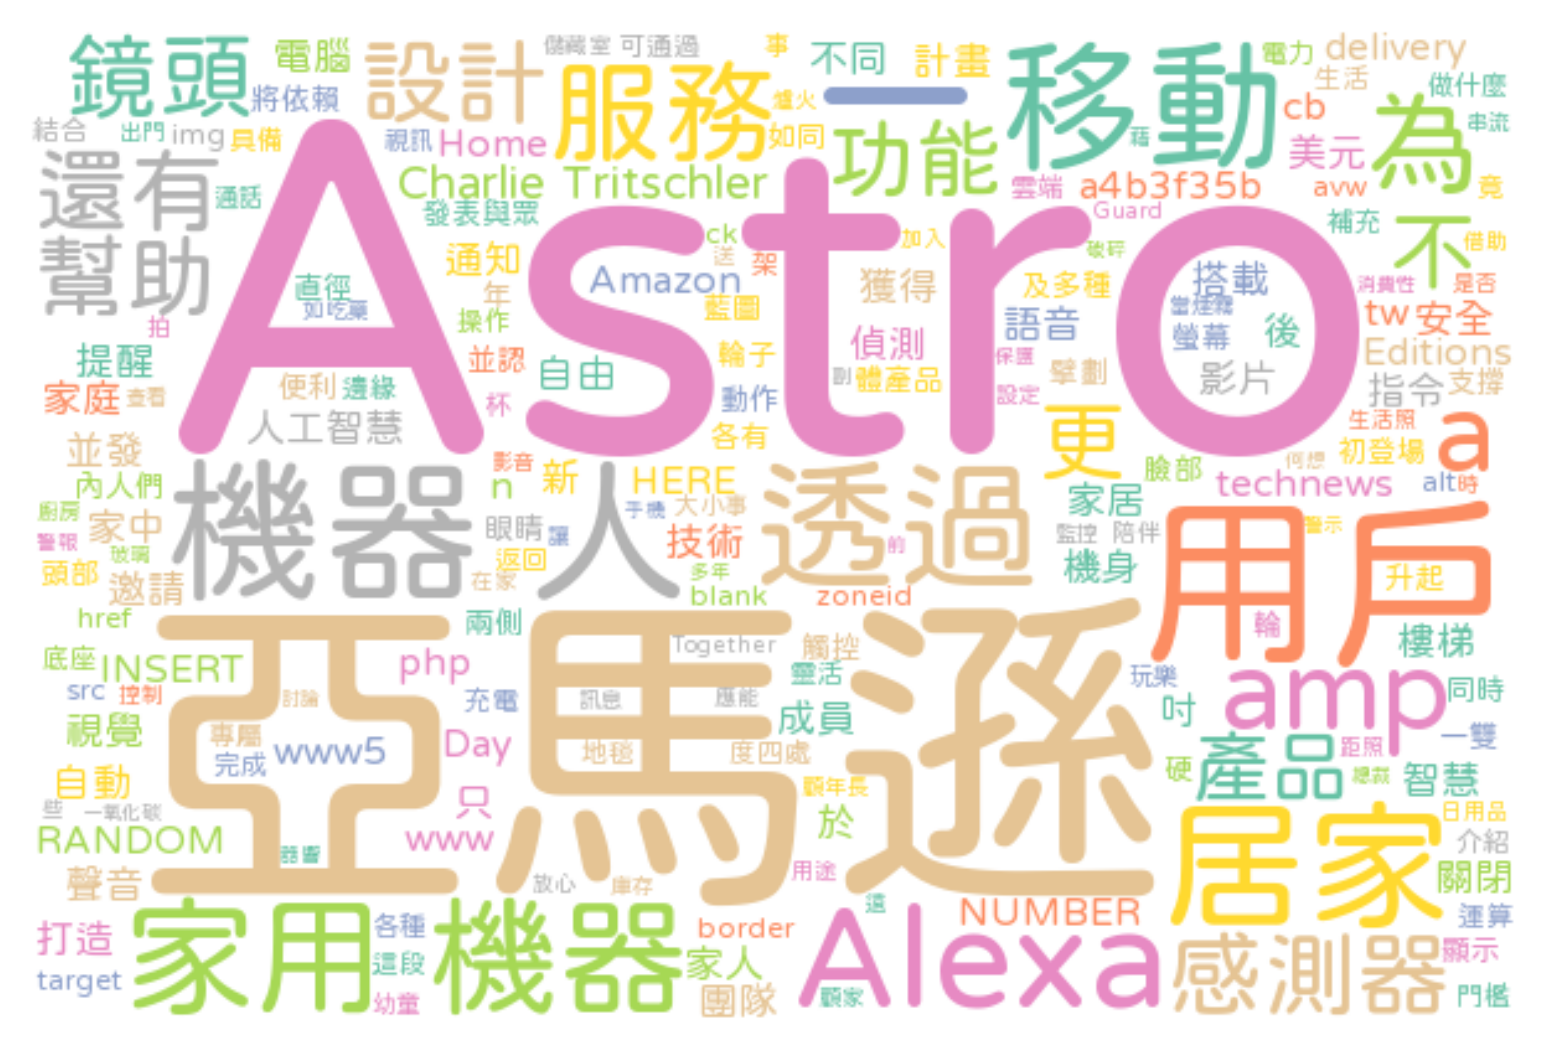 鏡頭 電腦 設計 儲藏室 可通過 事 不同 計畫 移動 電力 delivery
將依賴 服務 爐火 一 生活 做什麼
結合 出門 img 具備 視訊 Home 如同 功能 藉 cb 美元 為 串流
還有 通話 Charlie Tritschler 雲端 a4b3f35b avw 竟
發表與眾 Guard 補充 不
幫助 Astro 通知 ck 送 架 加入 破碎 借助
直徑 年 Amazon 獲得 及多種 搭載 消費性 是否
如吃藥 操作 藍圖 語音 當煙霧 螢幕 後 tw 安全
拍 提醒 並認 自由 輪子 偵測 保護 Editions
家庭 查看 便利 邊緣 杯 動作 副 體產品 擘劃 設定 影片 指令 支撐
人工智慧 各有 更 生活照 a
並發 機器人 影音 新 HERE 透過 臉部 何想 初登場
內人們 n 大小事 家居 technews alt 時
廚房 家中 眼睛 讓 手機 技術 監控 陪伴 用戶 警示
警報 玻璃 返回 前 機身
頭部 邀請 在家 多年 升起
href 兩側 blank zoneid 輪 樓梯
底座 INSERT 亞馬遜 php Together 觸控 靈活 玩樂 amp
src 控制 討論 充電 訊息 應能 成員 吋 同時
視覺 專屬 www5 Day 地毯 度四處 距照 一雙
自動 完成 只 顧年長 硬 產品 總裁 智慧
些 一氧化碳 於 居家 日用品
RANDOM 器響 www 介紹
聲音 放心 庫存 用途 關閉
打造 家用機器 各種 border 這 Alexa NUMBER 運算
target 這段 家人 感測器 顯示
幼童 團隊 顧家 門檻